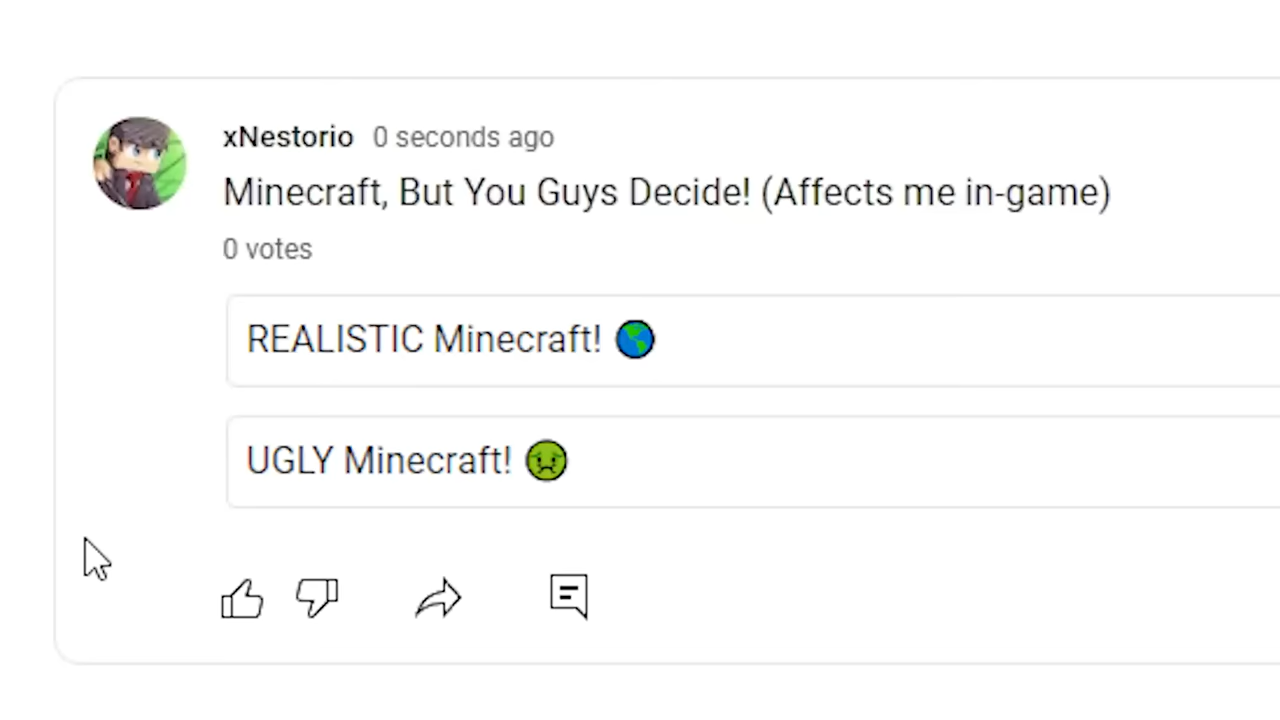 xNestorio 0 seconds ago
Minecraft, But You Guys Decide! (Affects me in-game)
0 votes
REALISTIC Minecraft! 🌎
UGLY Minecraft! 🤢